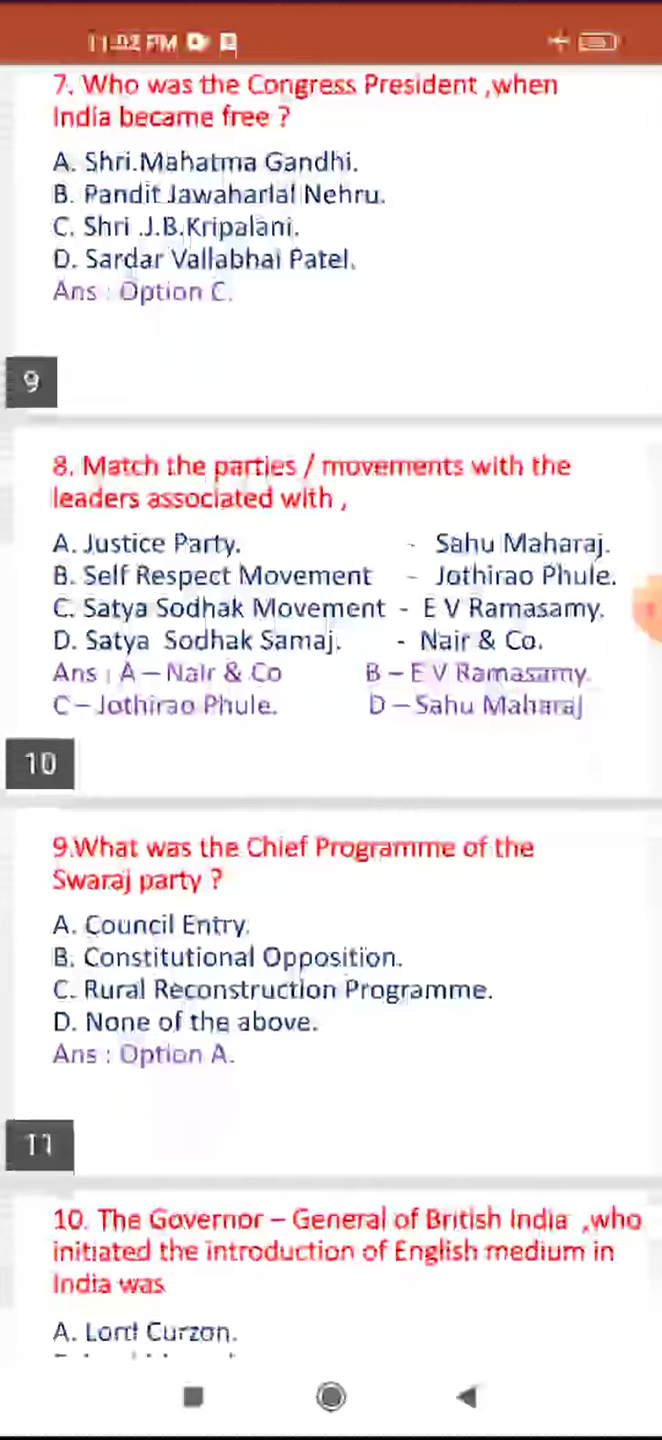 11:02 PM
7. Who was the Congress President ,when
India became free ?
A. Shri.Mahatma Gandhi.
B. Pandit Jawaharlal Nehru.
C. Shri .J.B.Kripalani.
D. Sardar Vallabhai Patel.
Ans : Option C.
9
8. Match the parties / movements with the
leaders associated with ,
A. Justice Party. - Sahu Maharaj.
B. Self Respect Movement - Jothirao Phule.
C. Satya Sodhak Movement - E V Ramasamy.
D. Satya Sodhak Samaj. - Nair & Co.
Ans : A – Nair & Co B – E V Ramasamy.
C – Jothirao Phule. D – Sahu Maharaj
10
9.What was the Chief Programme of the
Swaraj party ?
A. Council Entry.
B. Constitutional Opposition.
C. Rural Reconstruction Programme.
D. None of the above.
Ans : Option A.
11
10. The Governor – General of British India ,who
initiated the introduction of English medium in
India was
A. Lord Curzon.